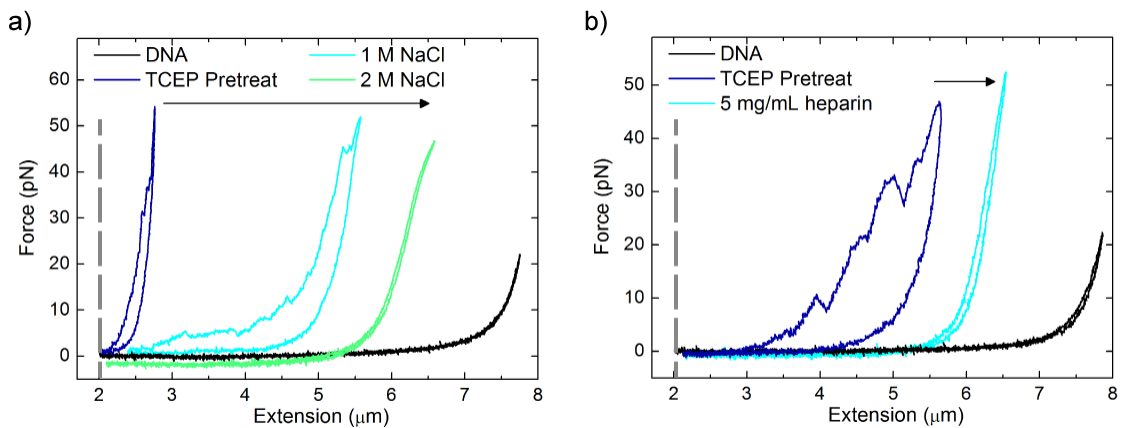 a)
DNA
TCEP Pretreat
1 M NaCl
2 M NaCl
60
50
40
30
20
10
0
Force (pN)
2 3 4 5 6 7 8
Extension (μm)
b)
DNA
TCEP Pretreat
5 mg/mL heparin
50
40
30
20
10
0
Force (pN)
2 3 4 5 6 7 8
Extension (μm)